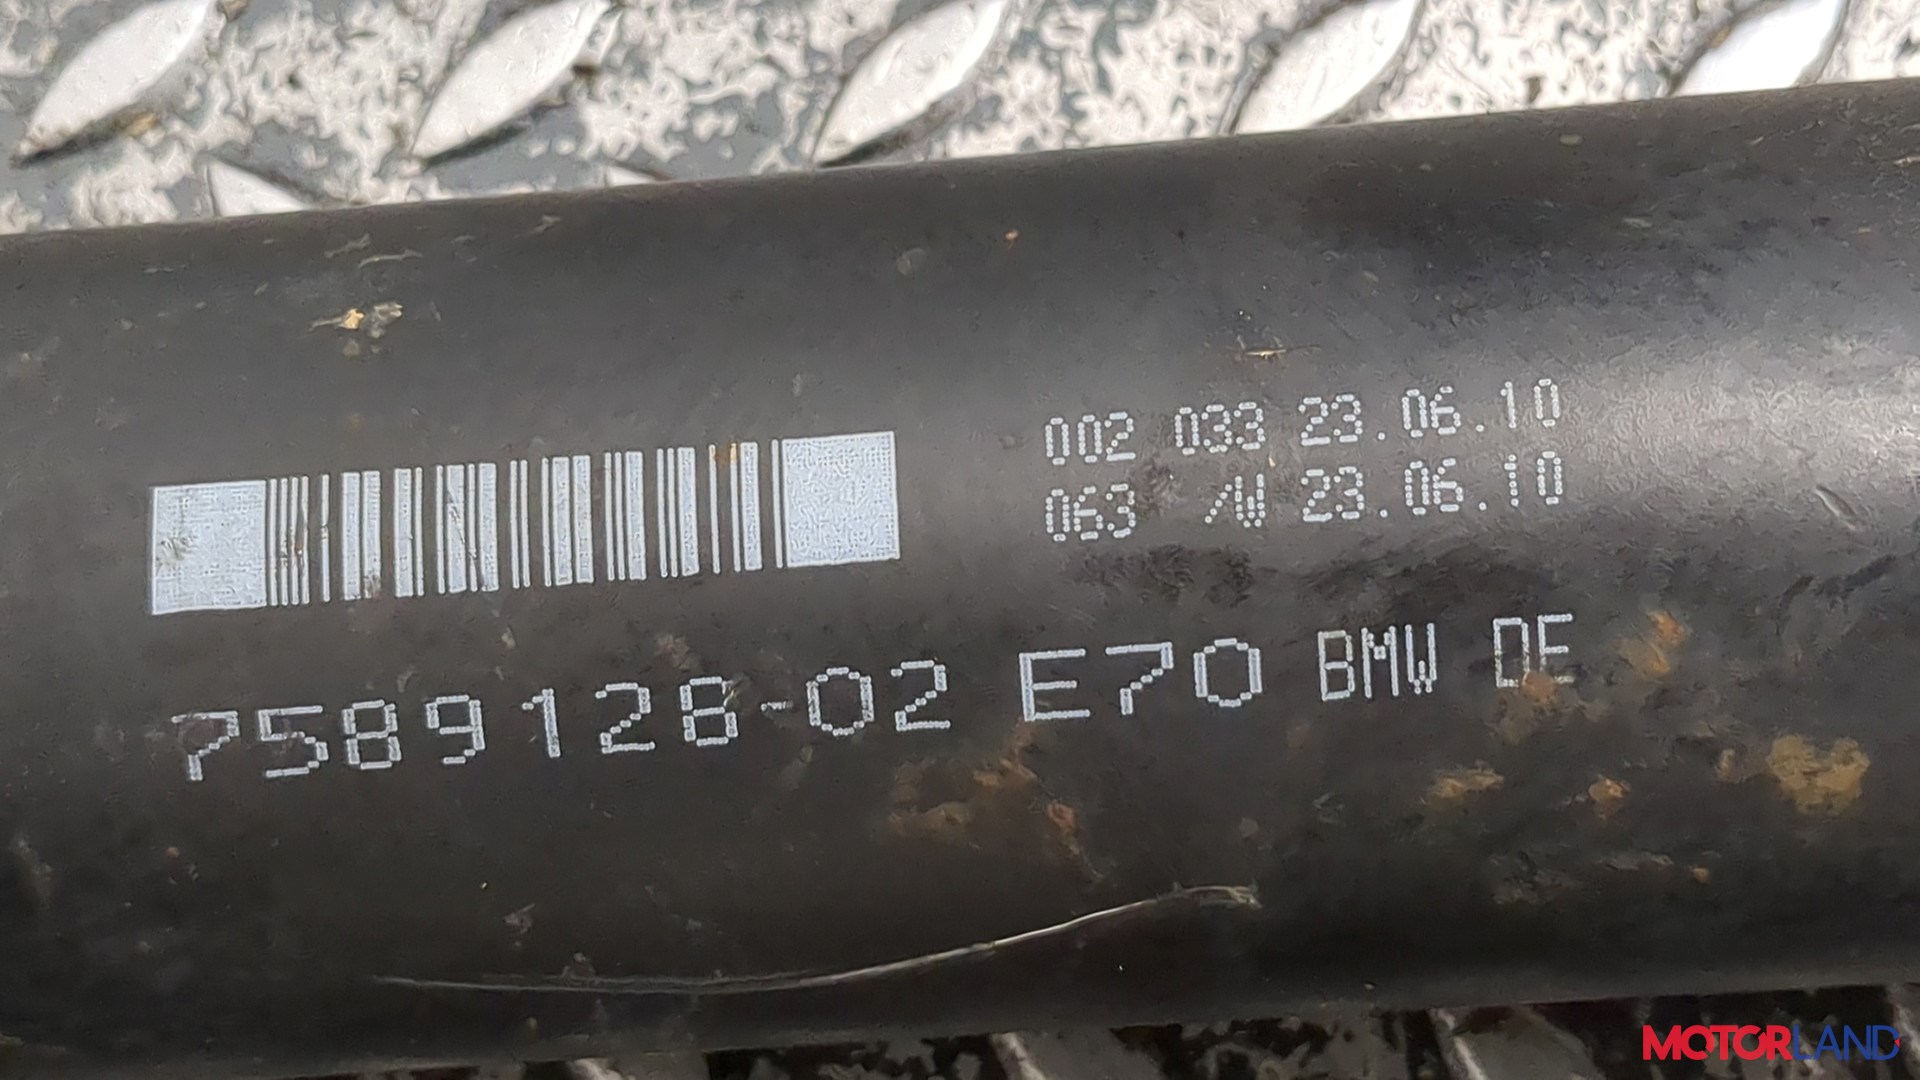 002 033 23.06.10
063 /W 23.06.10
7589128-02 E70 BMW DE
MOTORLAND